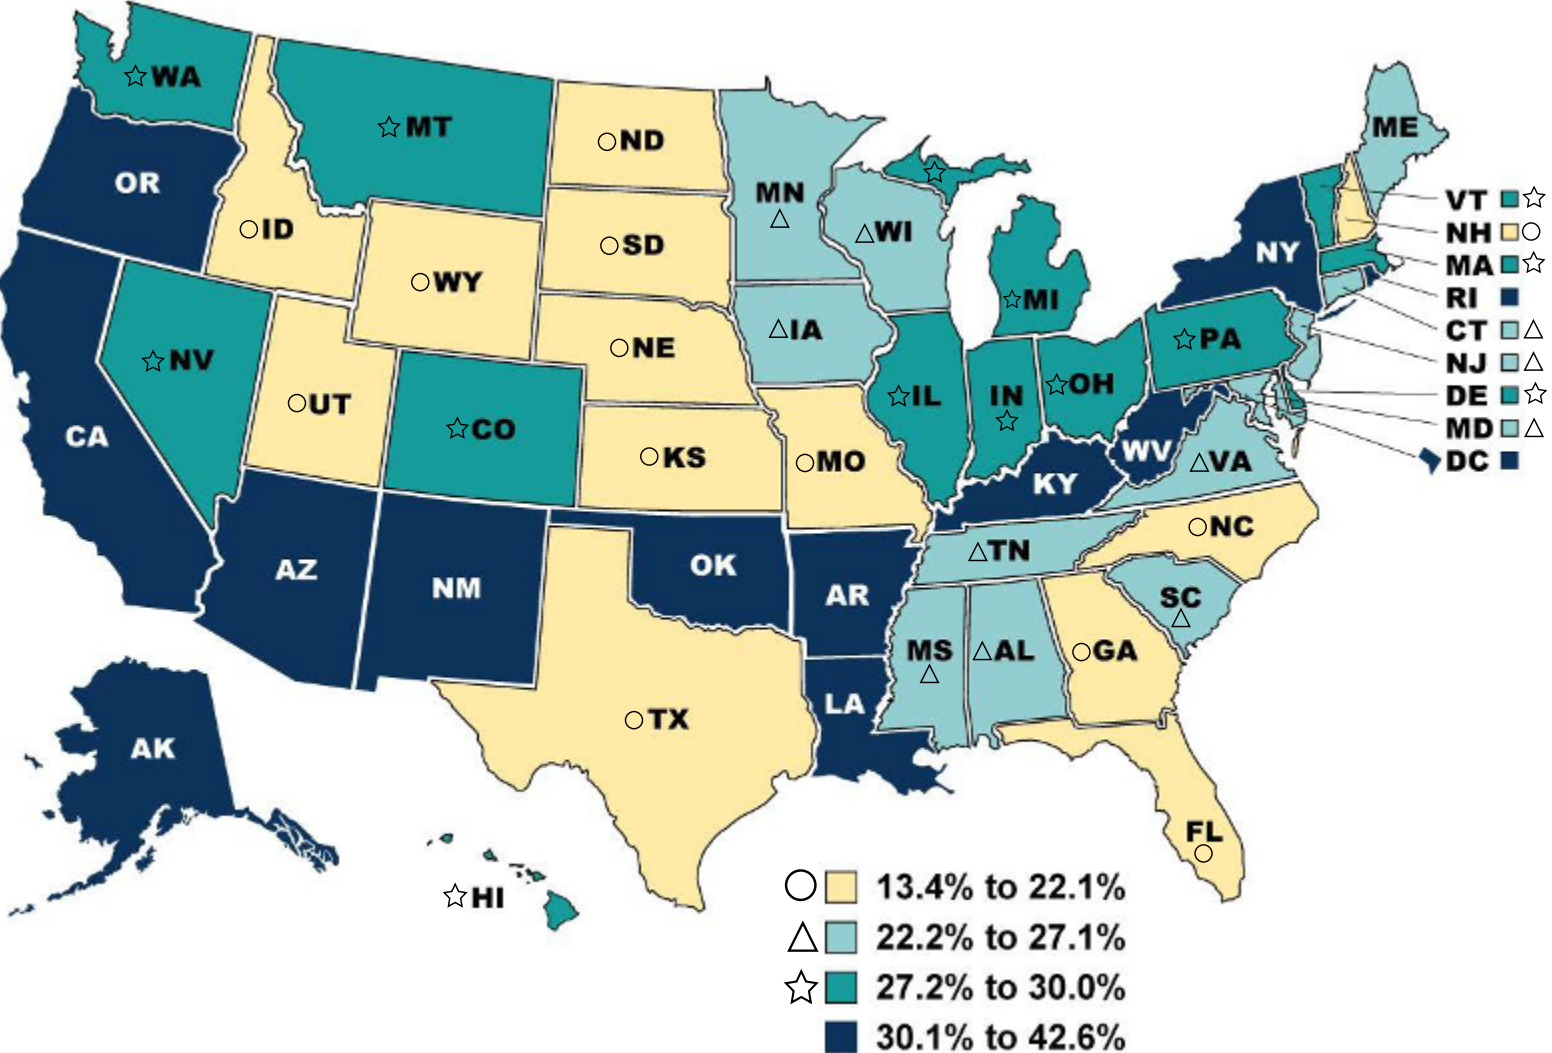 WA
MT
ND
MN
ME
OR
ID
SD
WI
WY
MI
NY
VT
NH
MA
RI
CT
NJ
DE
MD
DC
NV
UT
CO
NE
IA
IL
IN
OH
PA
CA
KS
MO
KY
WV
VA
AZ
NM
OK
AR
TN
NC
SC
MS
AL
GA
TX
LA
FL
AK
HI
13.4% to 22.1%
22.2% to 27.1%
27.2% to 30.0%
30.1% to 42.6%